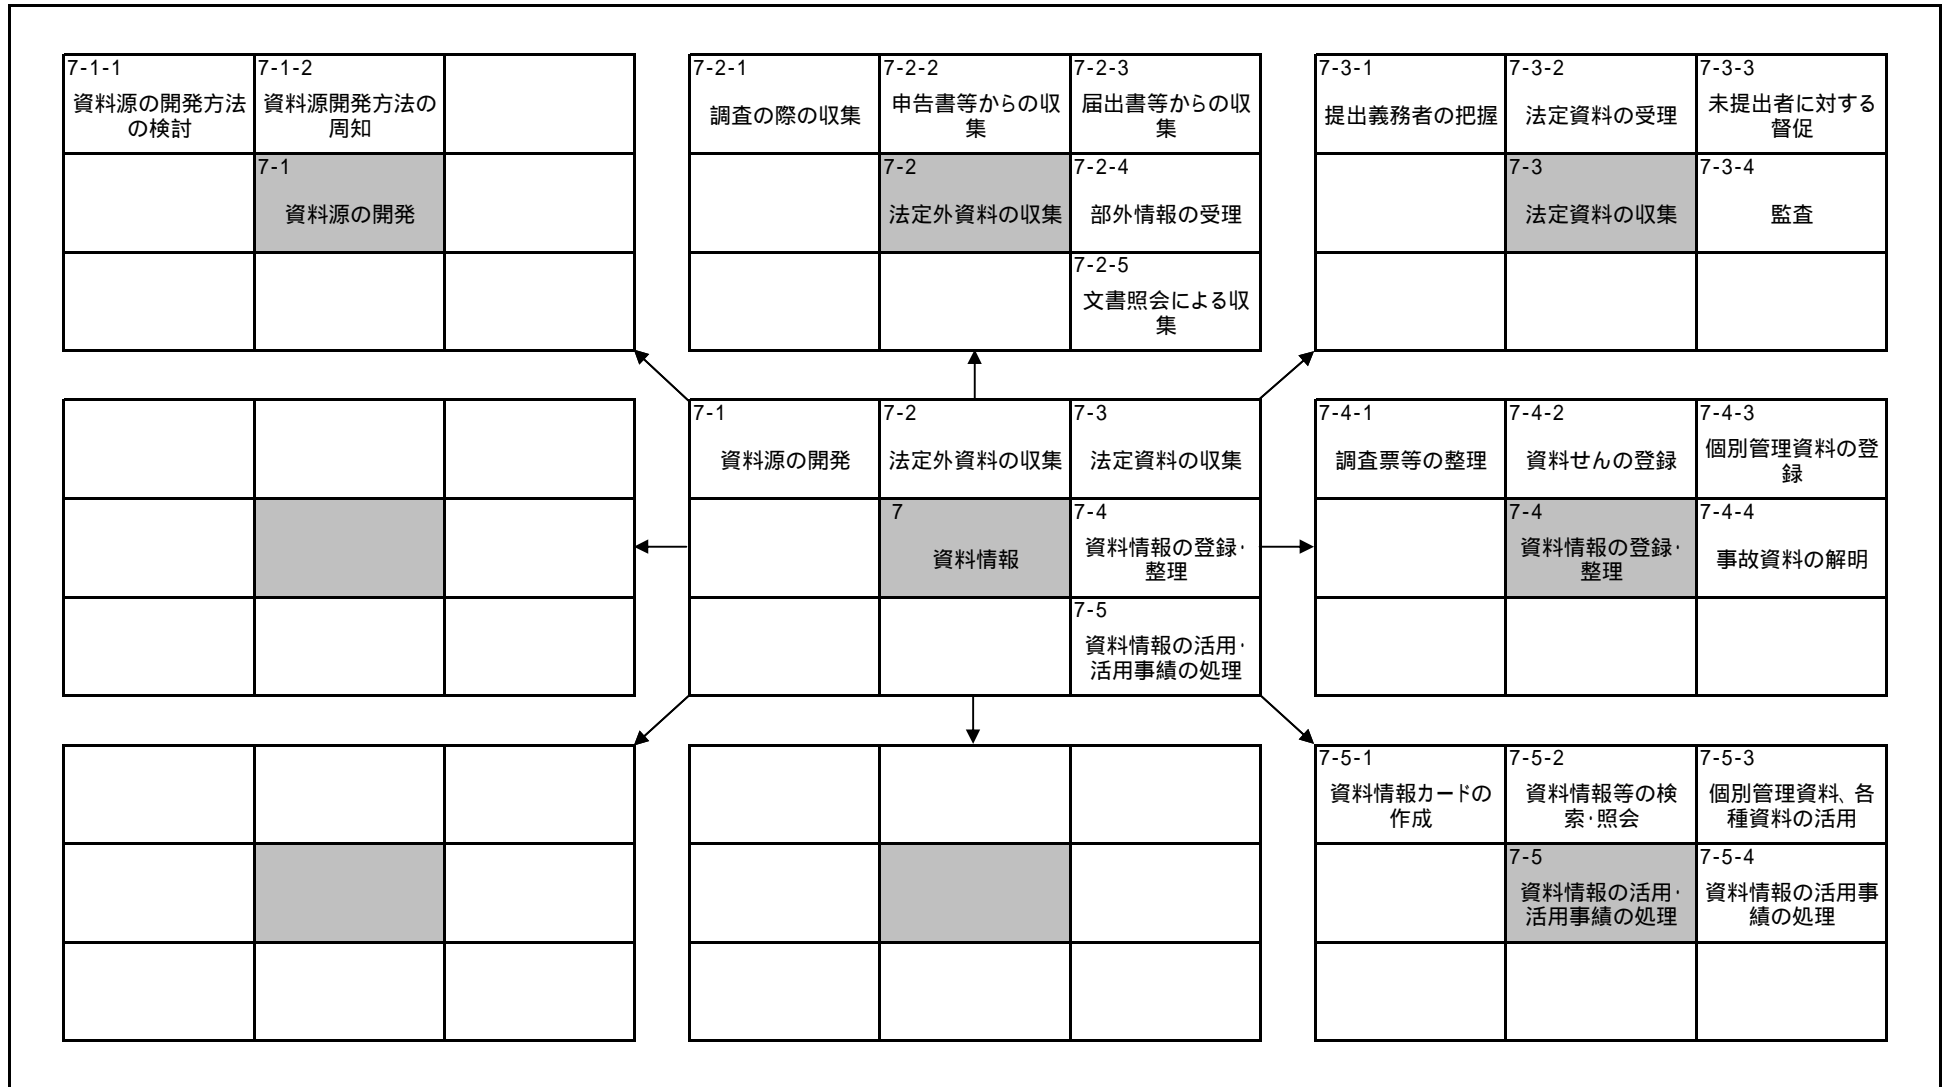 7-1-1
資料源の開発方法
の検討
7-1-2
資料源開発方法の
周知
7-1
資料源の開発
7-2-1
調査の際の収集
7-2-2
申告書等からの収
集
7-2-3
届出書等からの収
集
7-2
法定外資料の収集
7-2-4
部外情報の受理
7-2-5
文書照会による収
集
7-3-1
提出義務者の把握
7-3-2
法定資料の受理
7-3-3
未提出者に対する
督促
7-3
法定資料の収集
7-3-4
監査
7-1
資料源の開発
7-2
法定外資料の収集
7-3
法定資料の収集
7
資料情報
7-4
資料情報の登録・
整理
7-5
資料情報の活用・
活用事績の処理
7-4-1
調査票等の整理
7-4-2
資料せんの登録
7-4-3
個別管理資料の登
録
7-4
資料情報の登録・
整理
7-4-4
事故資料の解明
7-5-1
資料情報カードの
作成
7-5-2
資料情報等の検
索・照会
7-5-3
個別管理資料、各
種資料の活用
7-5
資料情報の活用・
活用事績の処理
7-5-4
資料情報の活用事
績の処理